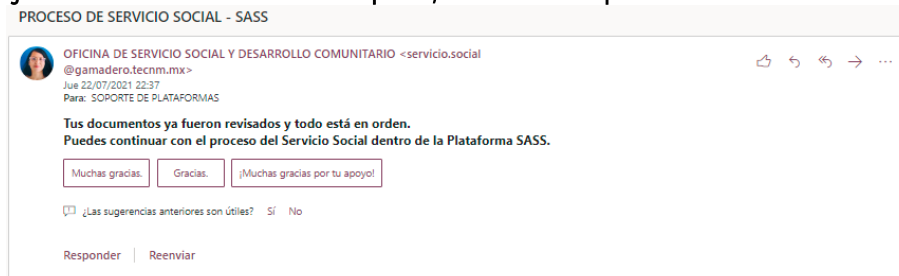 PROCESO DE SERVICIO SOCIAL - SASS
OFICINA DE SERVICIO SOCIAL Y DESARROLLO COMUNITARIO <servicio.social
@gamadero.tecnm.mx>
Jue 22/07/2021 22:37
Para: SOPORTE DE PLATAFORMAS
Tus documentos ya fueron revisados y todo está en orden.
Puedes continuar con el proceso del Servicio Social dentro de la Plataforma SASS.
Muchas gracias. Gracias. ¡Muchas gracias por tu apoyo!
¿Las sugerencias anteriores son útiles? Sí No
Responder Reenviar